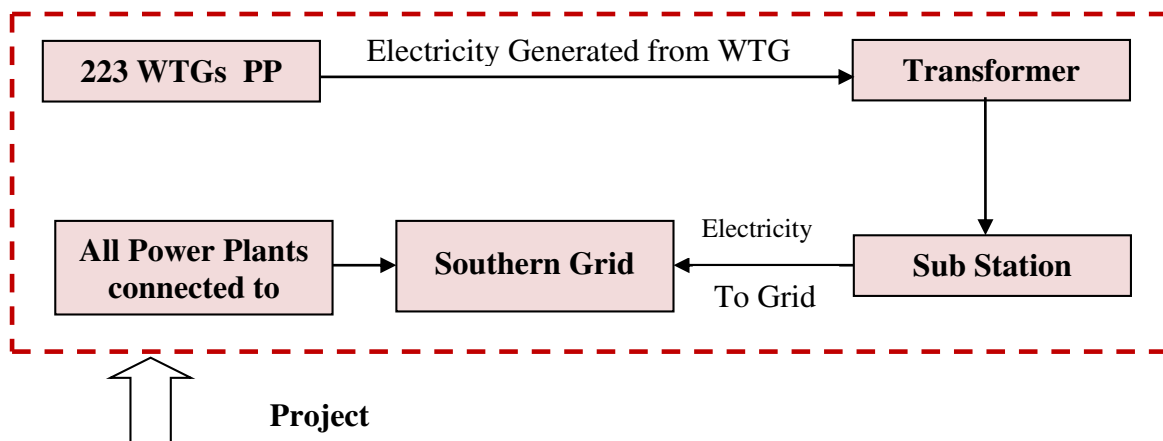 223 WTGs PP
Electricity Generated from WTG
Transformer
All Power Plants
connected to
Southern Grid
Electricity
To Grid
Sub Station
Project